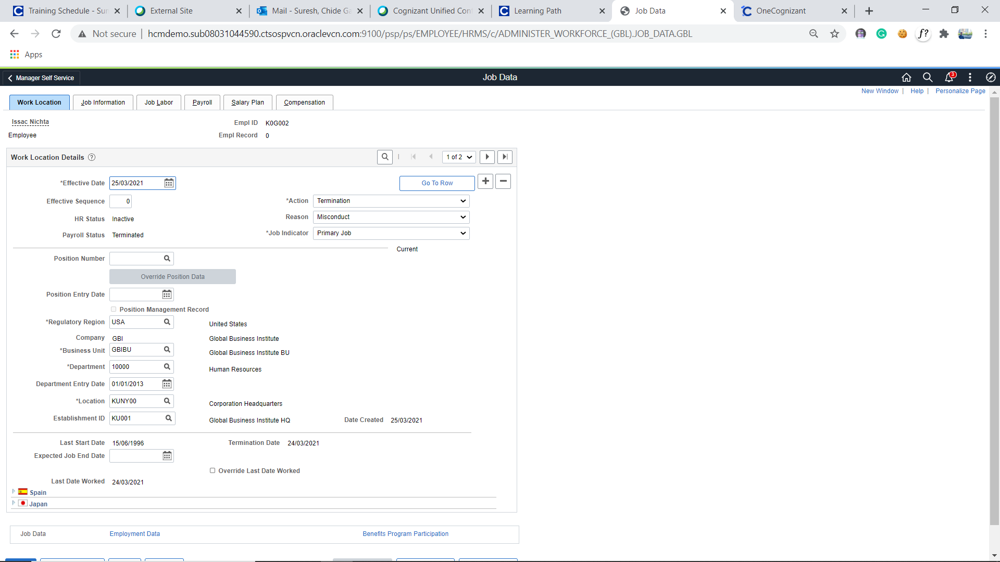 Training Schedule - Sur
External Site
Mail - Suresh, Chide Ga
Cognizant Unified Cont
Learning Path
Job Data
OneCognizant
Not secure
hcmdemo.sub08031044590.ctsospvcn.oraclevcn.com:9100/psp/ps/EMPLOYEE/HRMS/c/ADMINISTER_WORKFORCE_(GBL).JOB_DATA.GBL
f?
Apps
Manager Self Service
Job Data
3
New Window | Help | Personalize Page
Work Location
Job Information
Job Labor
Payroll
Salary Plan
Compensation
Issac Nichta
Empl ID K0G002
Employee
Empl Record 0
Work Location Details ?
1 of 2
*Effective Date 25/03/2021
Go To Row
Effective Sequence 0
*Action Termination
HR Status Inactive
Reason Misconduct
Payroll Status Terminated
*Job Indicator Primary Job
Current
Position Number
Override Position Data
Position Entry Date
Position Management Record
*Regulatory Region USA United States
Company GBI Global Business Institute
*Business Unit GBIBU Global Business Institute BU
*Department 10000 Human Resources
Department Entry Date 01/01/2013
*Location KUNY00 Corporation Headquarters
Establishment ID KU001 Global Business Institute HQ Date Created 25/03/2021
Last Start Date 15/06/1996 Termination Date 24/03/2021
Expected Job End Date
Override Last Date Worked
Last Date Worked 24/03/2021
Spain
Japan
Job Data Employment Data Benefits Program Participation